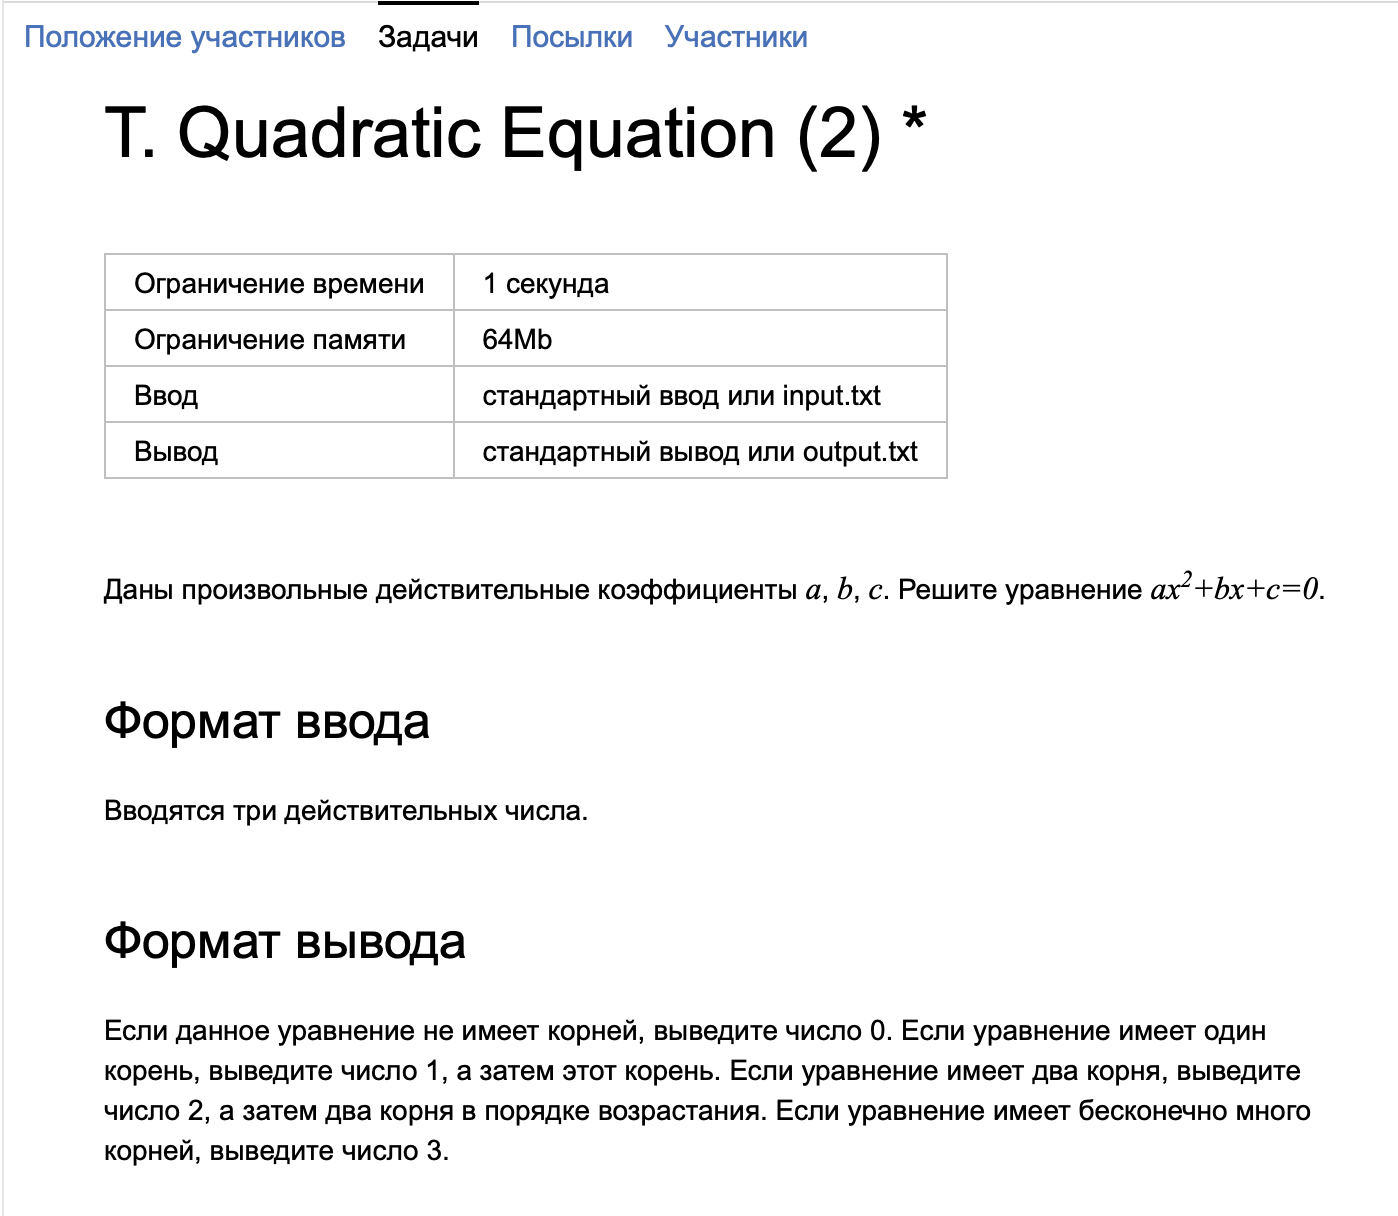 Положение участников Задачи Посылки Участники
T. Quadratic Equation (2) *
Ограничение времени 1 секунда
Ограничение памяти 64Mb
Ввод стандартный ввод или input.txt
Вывод стандартный вывод или output.txt
Даны произвольные действительные коэффициенты a, b, c. Решите уравнение ax²+bx+c=0.
Формат ввода
Вводятся три действительных числа.
Формат вывода
Если данное уравнение не имеет корней, выведите число 0. Если уравнение имеет один
корень, выведите число 1, а затем этот корень. Если уравнение имеет два корня, выведите
число 2, а затем два корня в порядке возрастания. Если уравнение имеет бесконечно много
корней, выведите число 3.